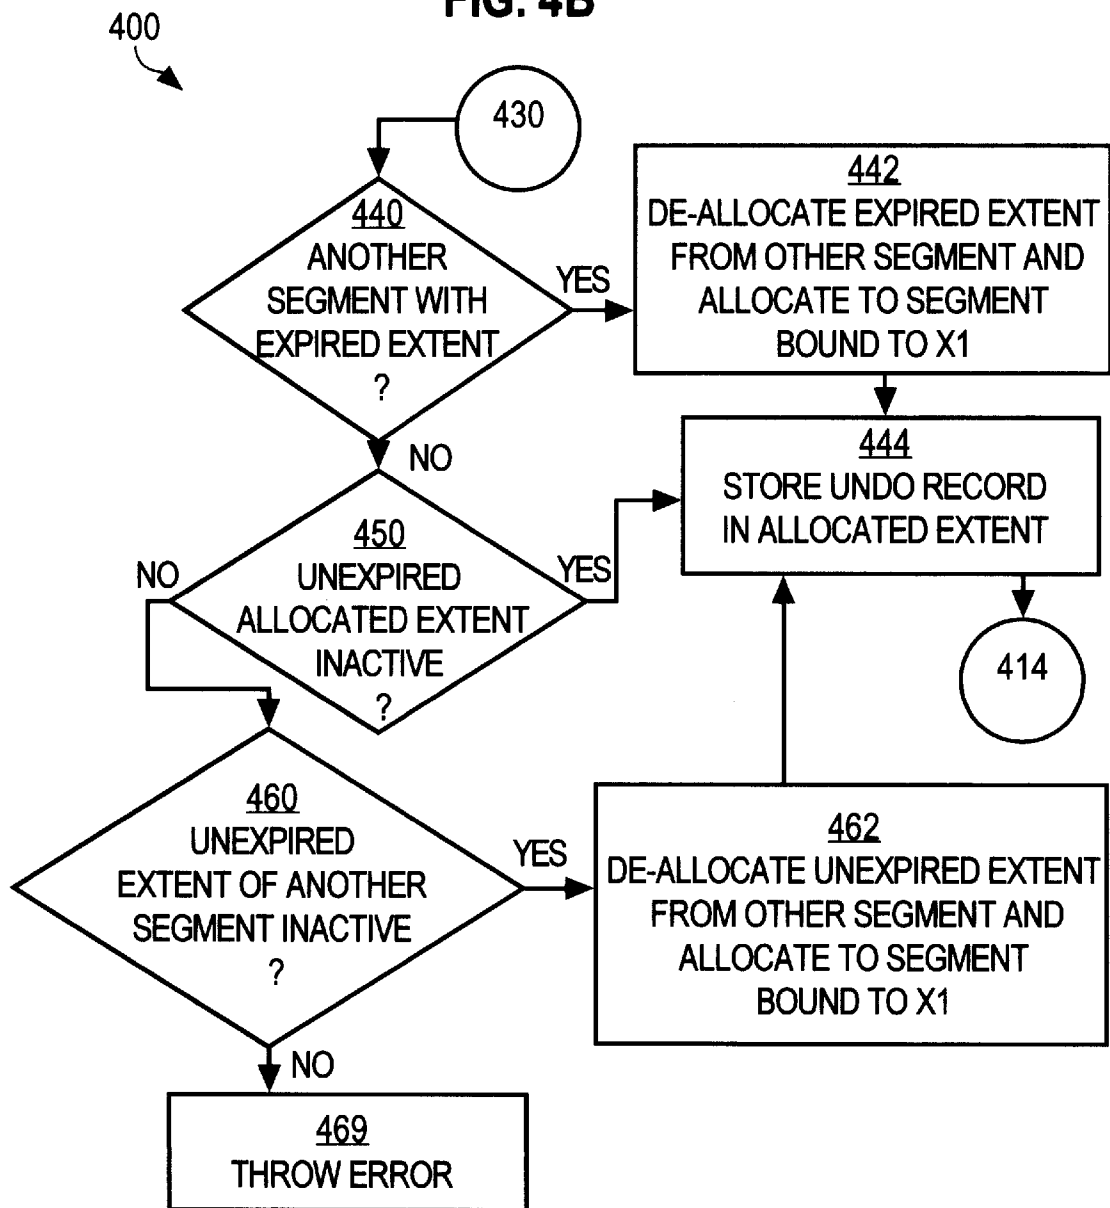 FIG. 4B
400
430
440
ANOTHER
SEGMENT WITH
EXPIRED EXTENT
?
YES
442
DE-ALLOCATE EXPIRED EXTENT
FROM OTHER SEGMENT AND
ALLOCATE TO SEGMENT
BOUND TO X1
NO
444
STORE UNDO RECORD
IN ALLOCATED EXTENT
450
UNEXPIRED
ALLOCATED EXTENT
INACTIVE
?
NO
YES
414
460
UNEXPIRED
EXTENT OF ANOTHER
SEGMENT INACTIVE
?
YES
462
DE-ALLOCATE UNEXPIRED EXTENT
FROM OTHER SEGMENT AND
ALLOCATE TO SEGMENT
BOUND TO X1
NO
469
THROW ERROR